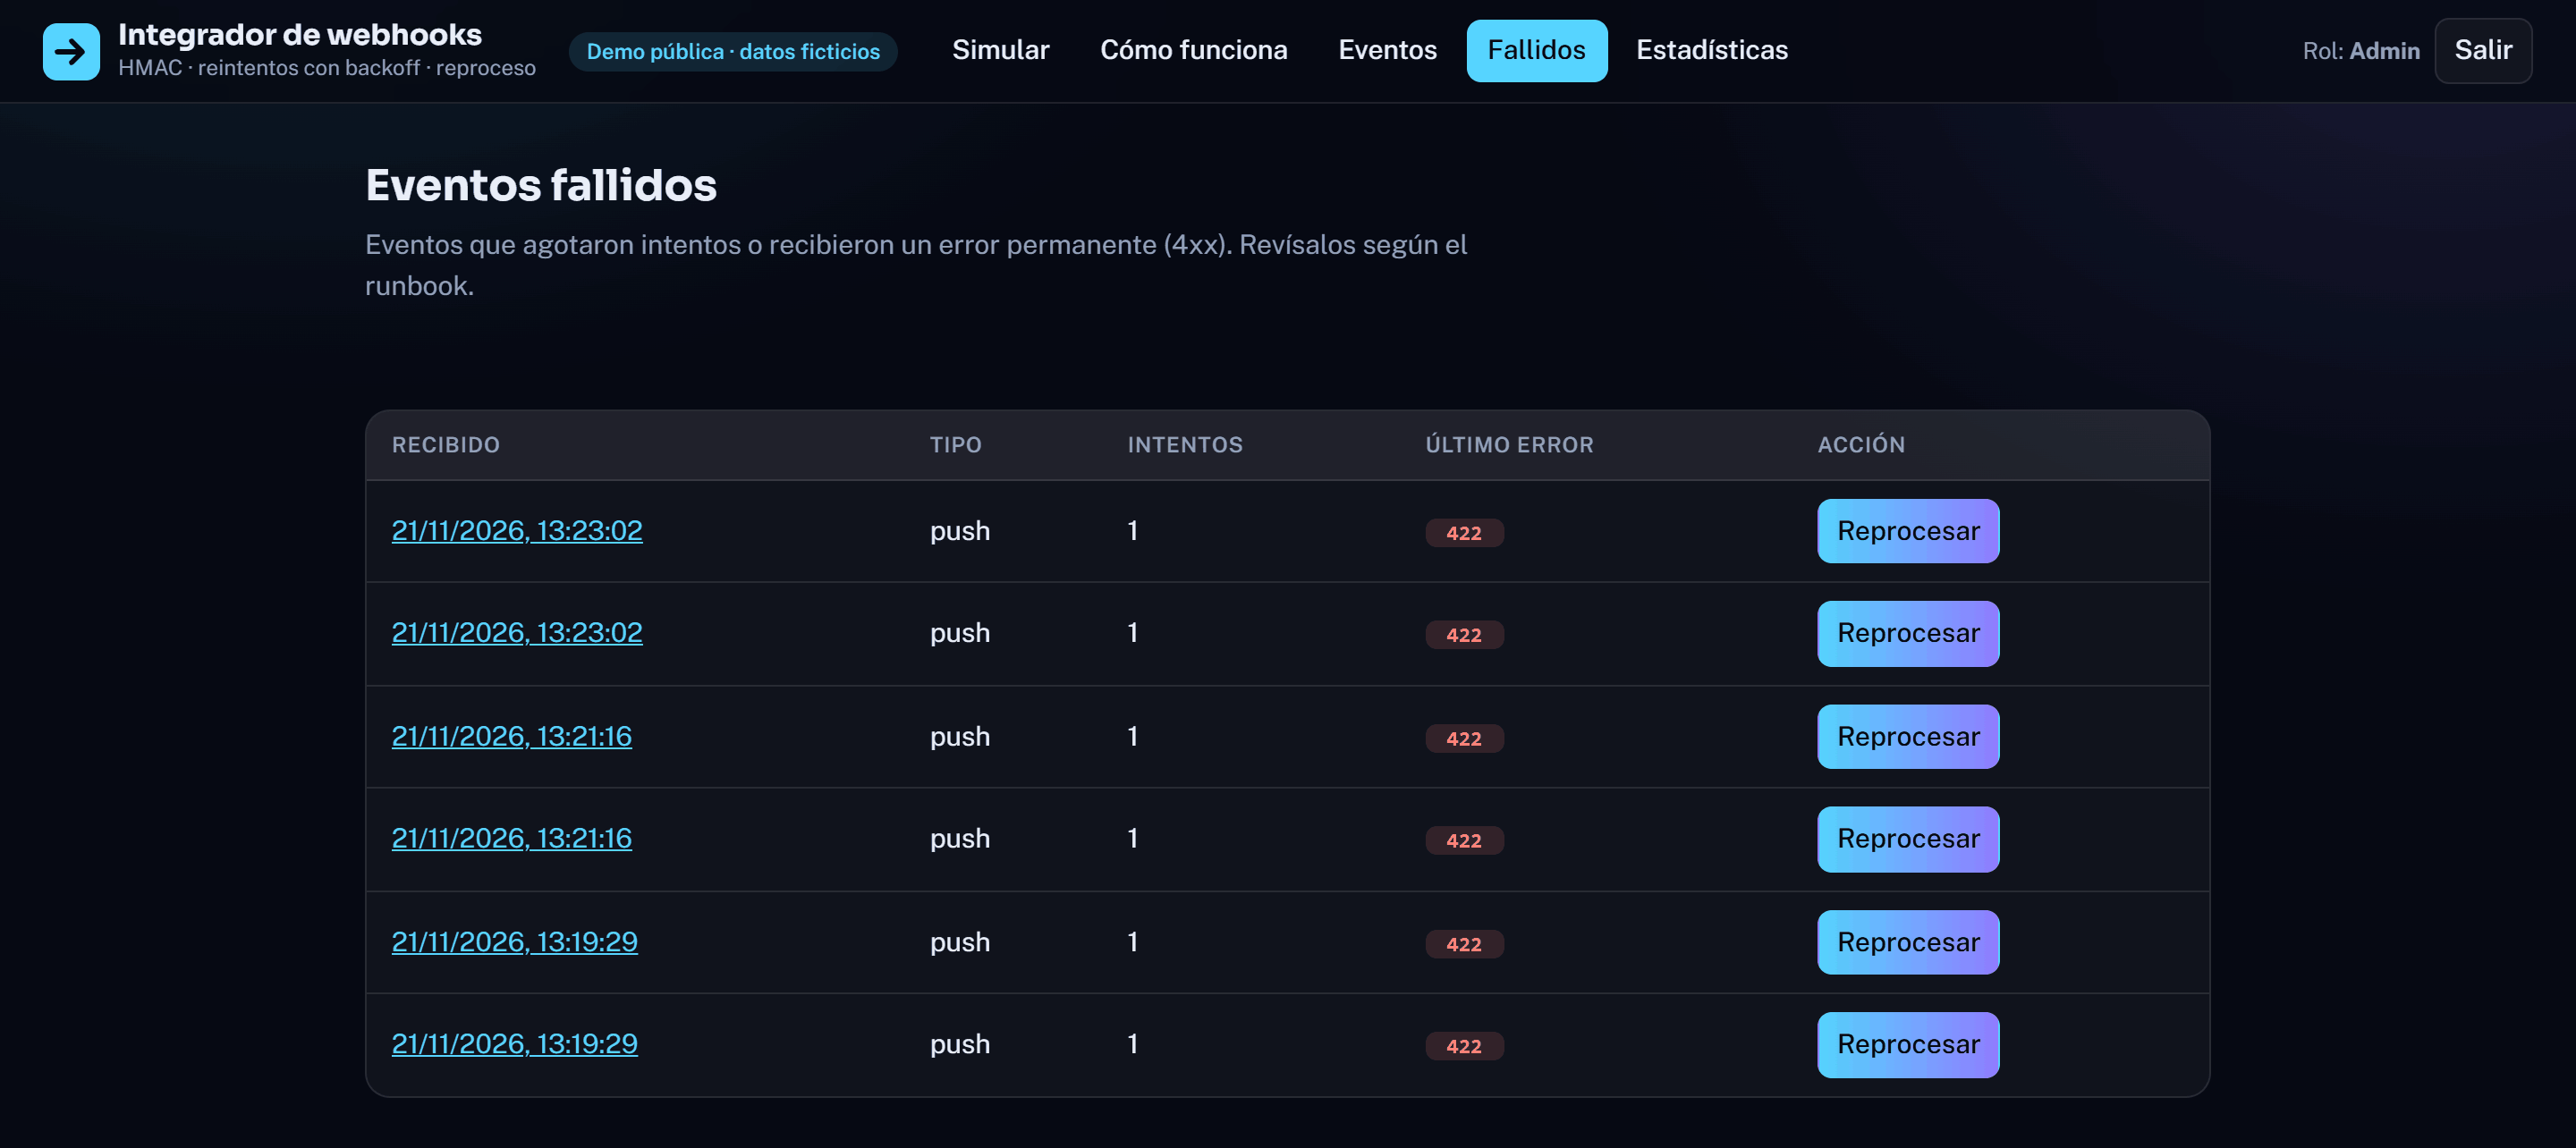 Integrador de webhooks
HMAC · reintentos con backoff · reproceso
Demo pública · datos ficticios
Simular
Cómo funciona
Eventos
Fallidos
Estadísticas
Rol: Admin
Salir
Eventos fallidos
Eventos que agotaron intentos o recibieron un error permanente (4xx). Revísalos según el
runbook.
RECIBIDO TIPO INTENTOS ÚLTIMO ERROR ACCIÓN
21/11/2026, 13:23:02 push 1 422 Reprocesar
21/11/2026, 13:23:02 push 1 422 Reprocesar
21/11/2026, 13:21:16 push 1 422 Reprocesar
21/11/2026, 13:21:16 push 1 422 Reprocesar
21/11/2026, 13:19:29 push 1 422 Reprocesar
21/11/2026, 13:19:29 push 1 422 Reprocesar